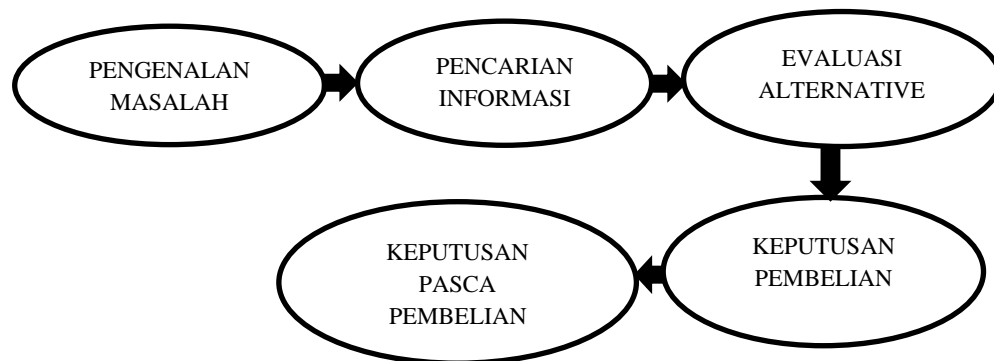 PENGENALAN
MASALAH
PENCARIAN
INFORMASI
EVALUASI
ALTERNATIVE
KEPUTUSAN
PEMBELIAN
KEPUTUSAN
PASCA
PEMBELIAN